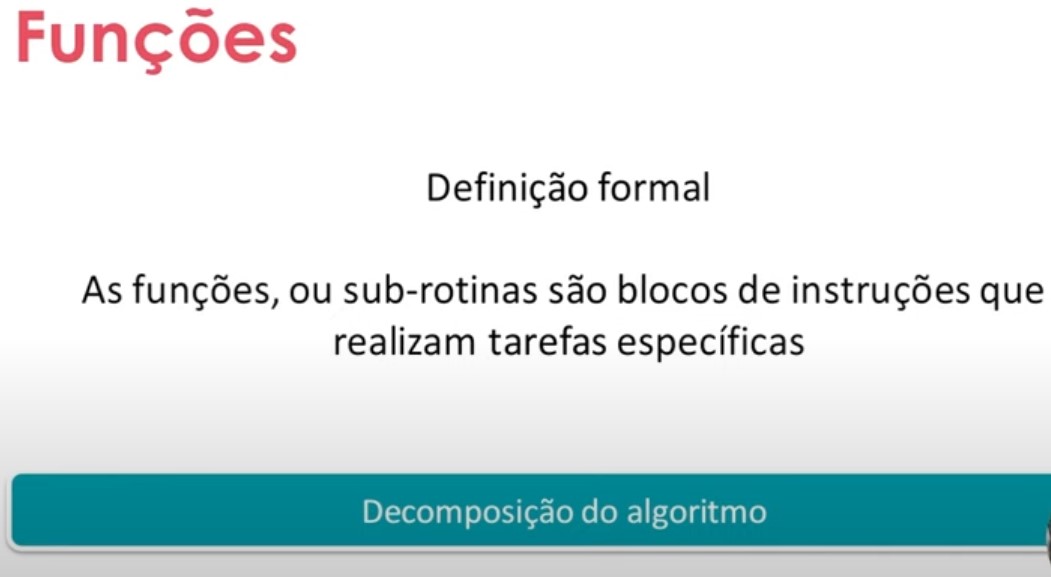 Funções
Definição formal
As funções, ou sub-rotinas são blocos de instruções que
realizam tarefas específicas
Decomposição do algoritmo